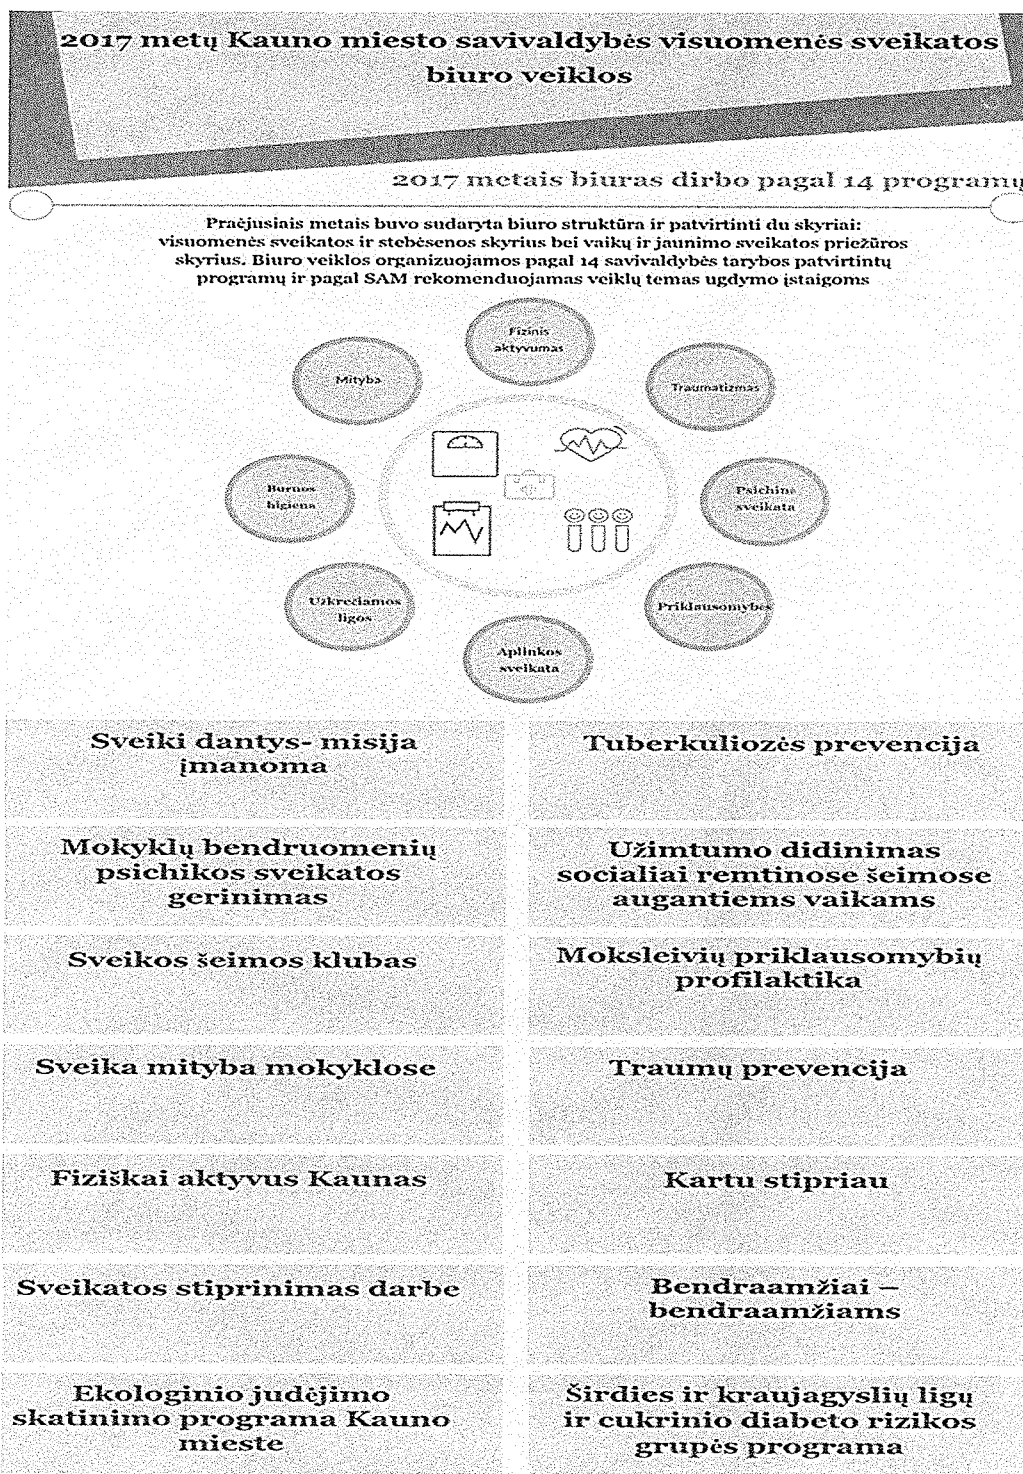 2017 metų Kauno miesto savivaldybės visuomenės sveikatos
biuro veiklos
2017 metais biuras dirbo pagal 14 programų
Praėjusiais metais buvo sudaryta biuro struktūra ir patvirtinti du skyriai:
visuomenės sveikatos ir stebėsenos skyrius bei vaikų ir jaunimo sveikatos priežūros
skyrius. Biuro veiklos organizuojamos pagal 14 savivaldybės tarybos patvirtintų
programų ir pagal SAM rekomenduojamas veiklų temas ugdymo įstaigoms
Fizinis
aktyvumas
Mityba
Traumatizmas
Burnos
higiena
Psichinė
sveikata
Užkrečiamos
ligos
Priklausomybės
Aplinkos
sveikata
Sveiki dantys- misija
įmanoma
Tuberkuliozės prevencija
Mokyklų bendruomenių
psichikos sveikatos
gerinimas
Užimtumo didinimas
socialiai remtinose šeimose
augantiems vaikams
Sveikos šeimos klubas
Moksleivių priklausomybių
profilaktika
Sveika mityba mokyklose
Traumų prevencija
Fiziškai aktyvus Kaunas
Kartu stipriau
Sveikatos stiprinimas darbe
Bendraamžiai –
bendraamžiams
Ekologinio judėjimo
skatinimo programa Kauno
mieste
Širdies ir kraujagyslių ligų
ir cukrinio diabeto rizikos
grupės programa